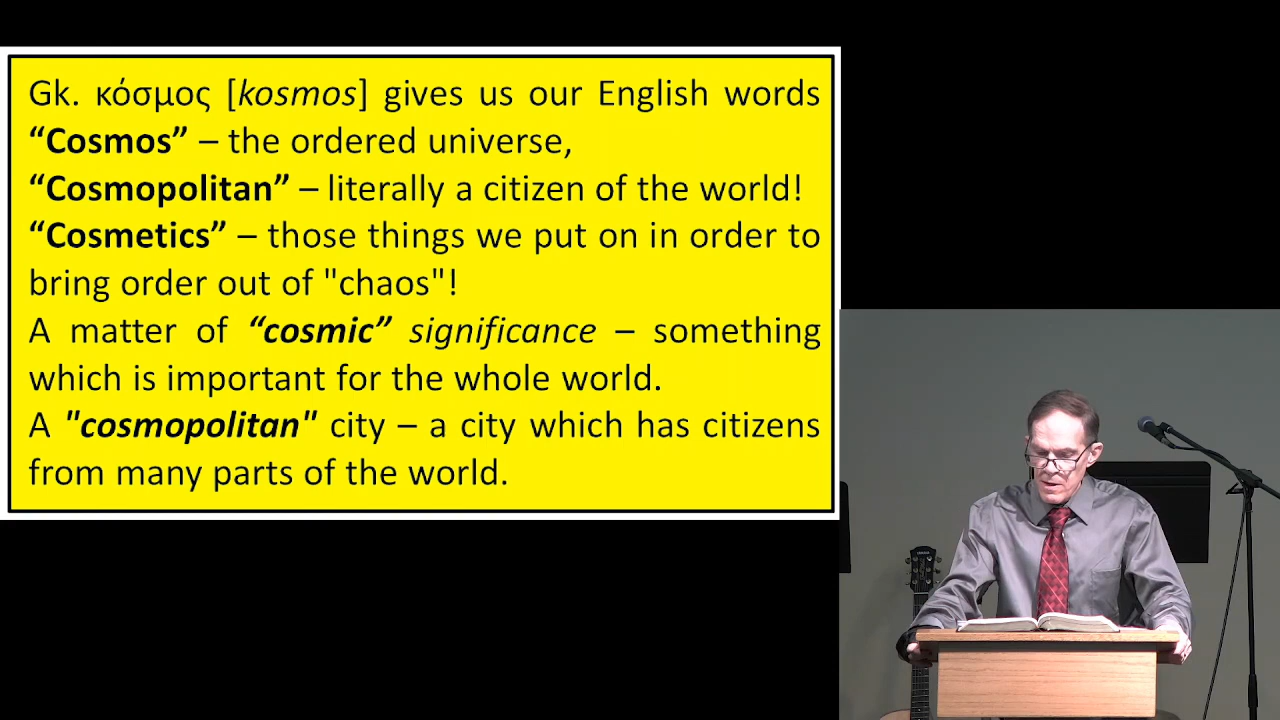 Gk. κόσμος [kosmos] gives us our English words
“Cosmos” – the ordered universe,
“Cosmopolitan” – literally a citizen of the world!
“Cosmetics” – those things we put on in order to
bring order out of "chaos"!
A matter of “cosmic” significance – something
which is important for the whole world.
A "cosmopolitan" city – a city which has citizens
from many parts of the world.